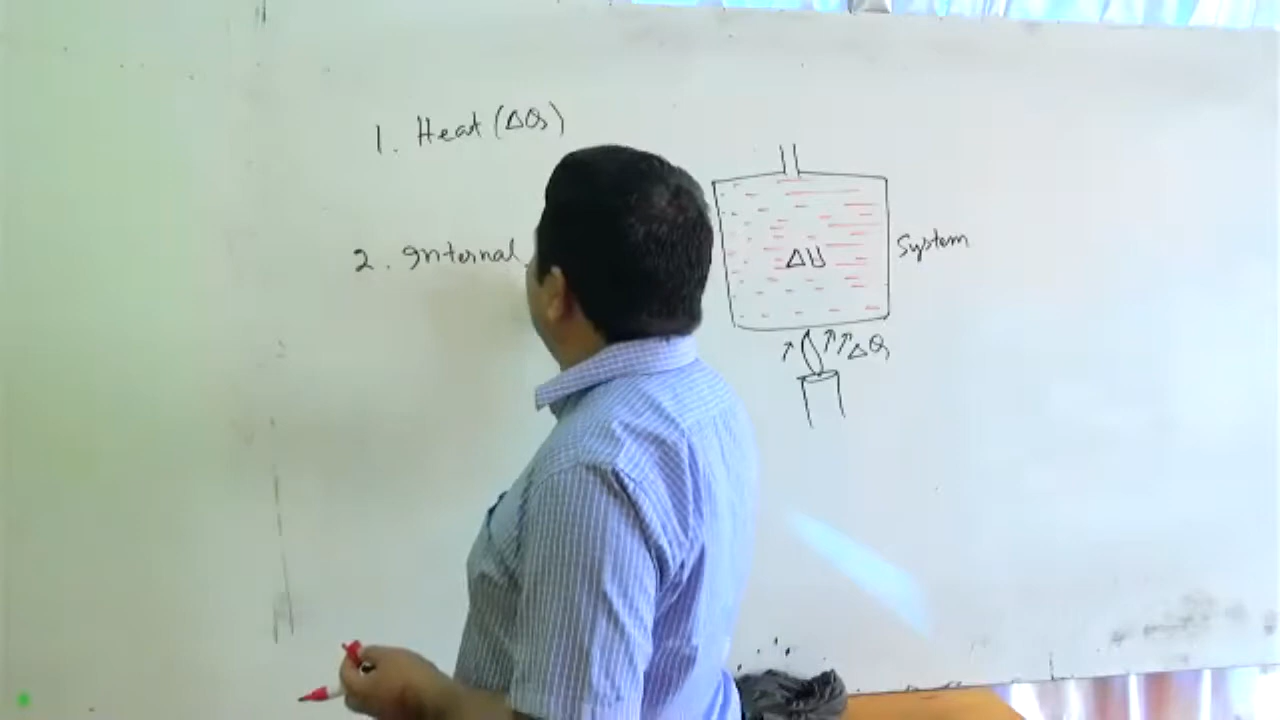 1. Heat (ΔQ)
2. Internal
ΔU
System
ΔQ